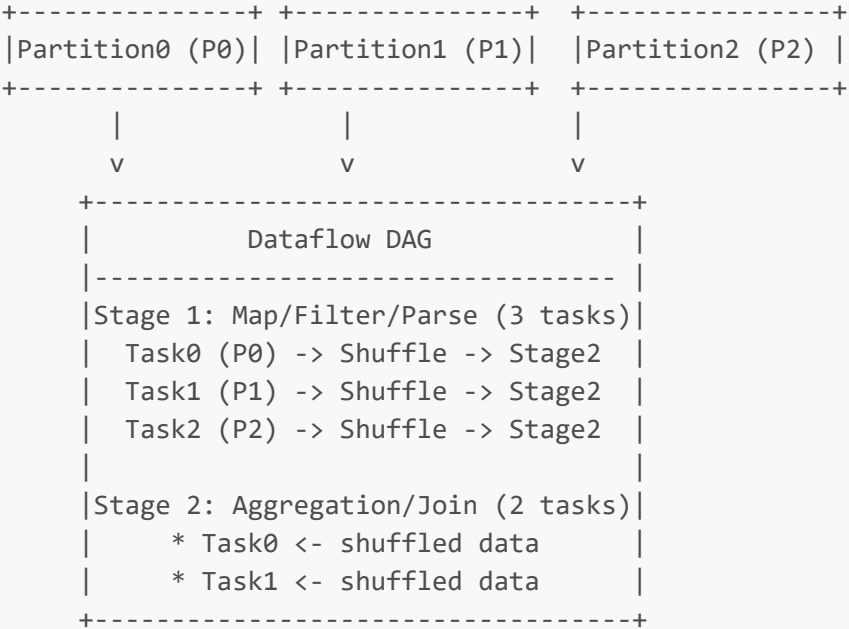 +---------------+ +---------------+  +----------------+
|Partition0 (P0)| |Partition1 (P1)|  |Partition2 (P2) |
+---------------+ +---------------+  +----------------+
       |              |              |
       v              v              v
     +-----------------------------------+
     |          Dataflow DAG             |
     |---------------------------------- |
     |Stage 1: Map/Filter/Parse (3 tasks)|
     |  Task0 (P0) -> Shuffle -> Stage2  |
     |  Task1 (P1) -> Shuffle -> Stage2  |
     |  Task2 (P2) -> Shuffle -> Stage2  |
     |                                   |
     |Stage 2: Aggregation/Join (2 tasks)|
     |     * Task0 <- shuffled data      |
     |     * Task1 <- shuffled data      |
     +-----------------------------------+